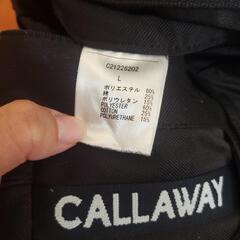 C21226202
L
ポリエステル 60%
綿 25%
ポリウレタン 15%
POLYESTER 60%
COTTON 25%
POLYURETHANE 15%
CALLAWAY